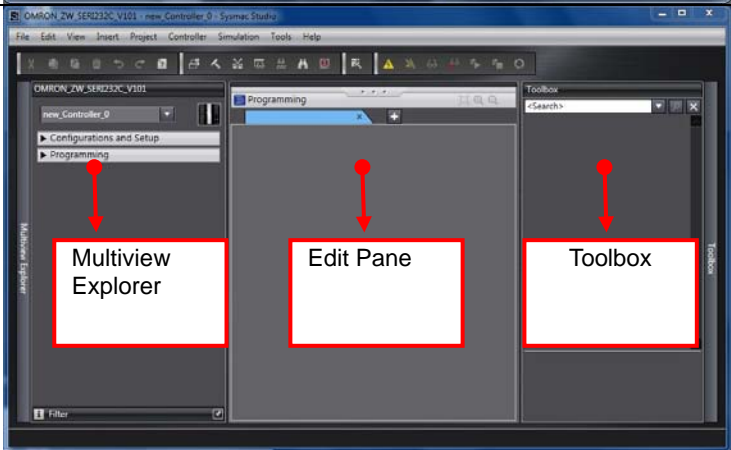 OMRON_ZW_SERI232C_V101 - new_Controller_0 - Sysmac Studio
File Edit View Insert Project Controller Simulation Tools Help
OMRON_ZW_SERI232C_V101
new_Controller_0
Configurations and Setup
Programming
Multiview Explorer
Filter
Programming
x +
Toolbox
<Search>
Toolbox
Multiview
Explorer
Edit Pane
Toolbox